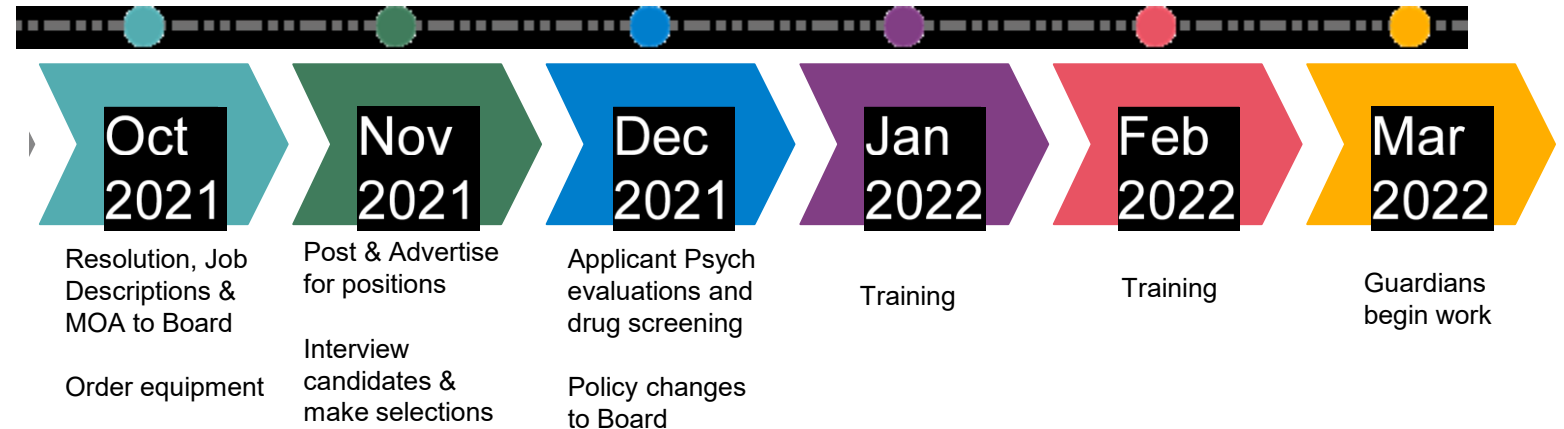 Oct
2021
Nov
2021
Dec
2021
Jan
2022
Feb
2022
Mar
2022
Resolution, Job
Descriptions &
MOA to Board
Order equipment
Post & Advertise
for positions
Interview
candidates &
make selections
Applicant Psych
evaluations and
drug screening
Policy changes
to Board
Training
Training
Guardians
begin work